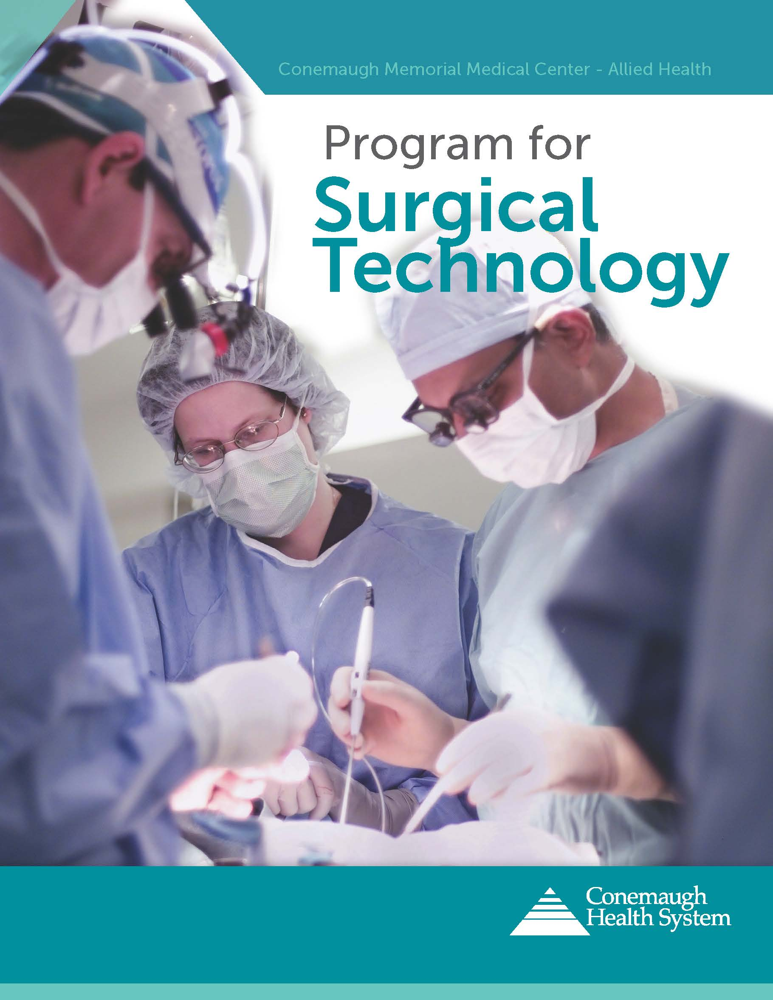 Conemaugh Memorial Medical Center - Allied Health
Program for
Surgical
Technology
Conemaugh
Health System